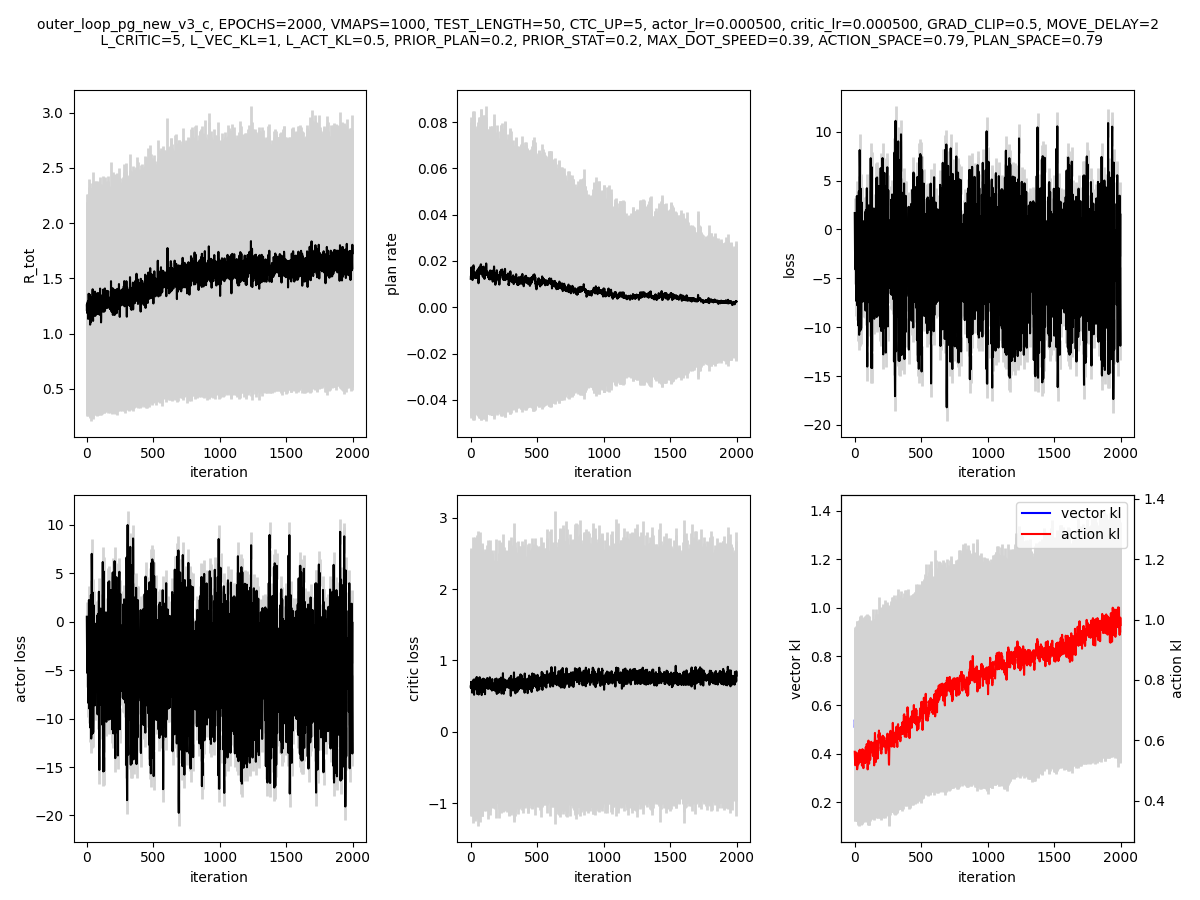 outer_loop_pg_new_v3_c, EPOCHS=2000, VMAPS=1000, TEST_LENGTH=50, CTC_UP=5, actor_lr=0.000500, critic_lr=0.000500, GRAD_CLIP=0.5, MOVE_DELAY=2
L_CRITIC=5, L_VEC_KL=1, L_ACT_KL=0.5, PRIOR_PLAN=0.2, PRIOR_STAT=0.2, MAX_DOT_SPEED=0.39, ACTION_SPACE=0.79, PLAN_SPACE=0.79
R_tot
3.0
2.5
2.0
1.5
1.0
0.5
0 500 1000 1500 2000
iteration
plan rate
0.08
0.06
0.04
0.02
0.00
−0.02
−0.04
0 500 1000 1500 2000
iteration
loss
10
5
0
−5
−10
−15
−20
0 500 1000 1500 2000
iteration
actor loss
10
5
0
−5
−10
−15
−20
0 500 1000 1500 2000
iteration
critic loss
3
2
1
0
−1
0 500 1000 1500 2000
iteration
vector kl
1.4
1.2
1.0
0.8
0.6
0.4
0.2
vector kl
action kl
1.4
1.2
1.0
0.8
0.6
0.4
action kl
0 500 1000 1500 2000
iteration